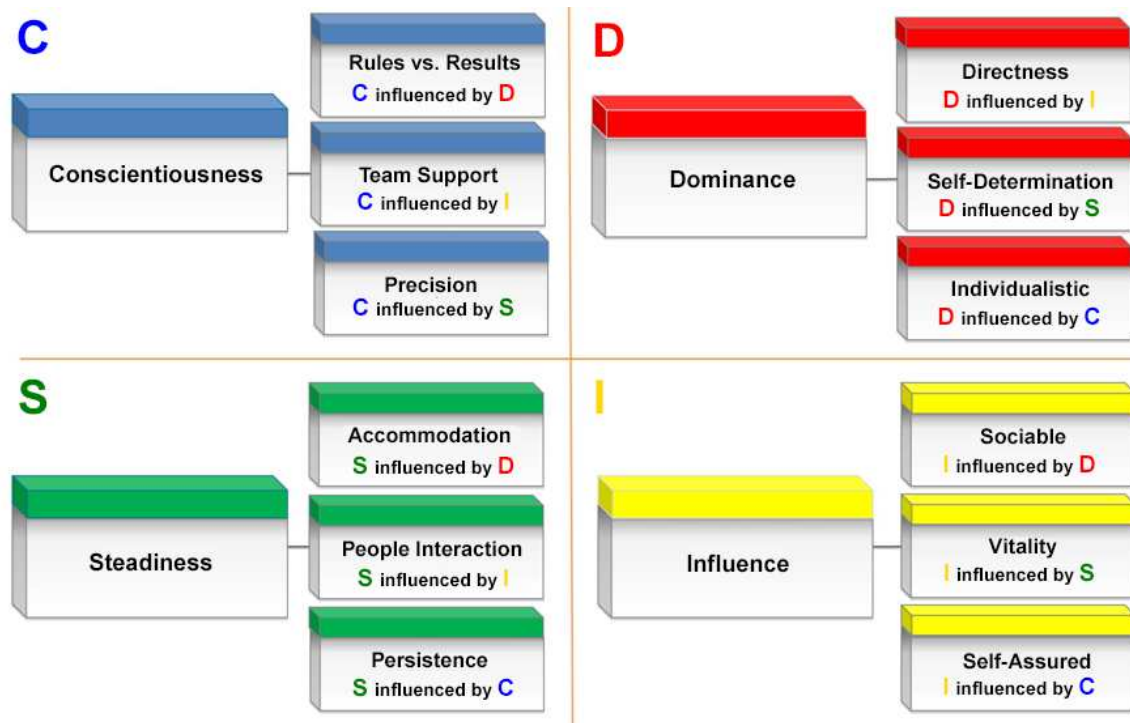 C
Conscientiousness
Rules vs. Results
C influenced by D
Team Support
C influenced by I
Precision
C influenced by S
D
Dominance
Directness
D influenced by I
Self-Determination
D influenced by S
Individualistic
D influenced by C
S
Steadiness
Accommodation
S influenced by D
People Interaction
S influenced by I
Persistence
S influenced by C
I
Influence
Sociable
I influenced by D
Vitality
I influenced by S
Self-Assured
I influenced by C